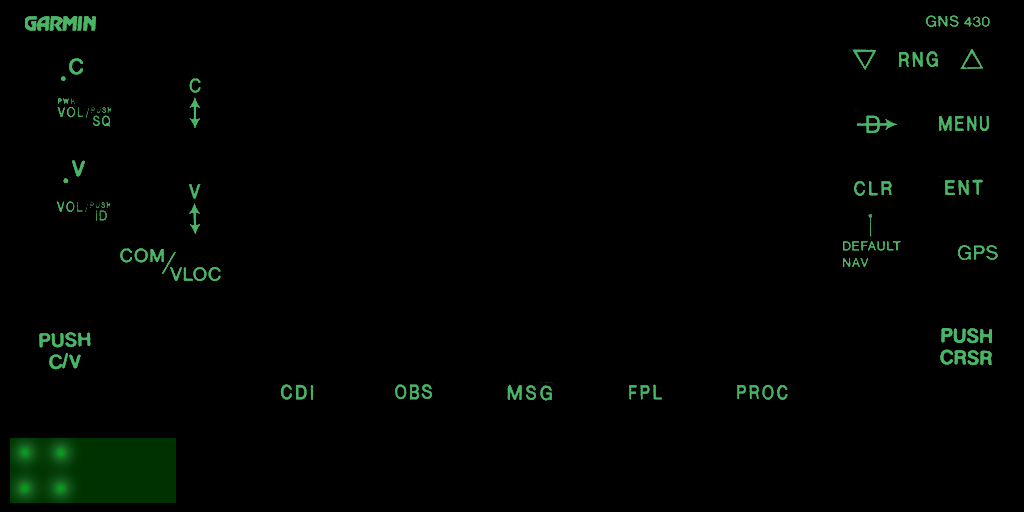 GARMIN
GNS 430
C
C
RNG
PWR
VOL/PUSH
SQ
D
MENU
V
V
CLR
ENT
VOL/PUSH
ID
COM/VLOC
DEFAULT
NAV
GPS
PUSH
C/V
PUSH
CRSR
CDI
OBS
MSG
FPL
PROC